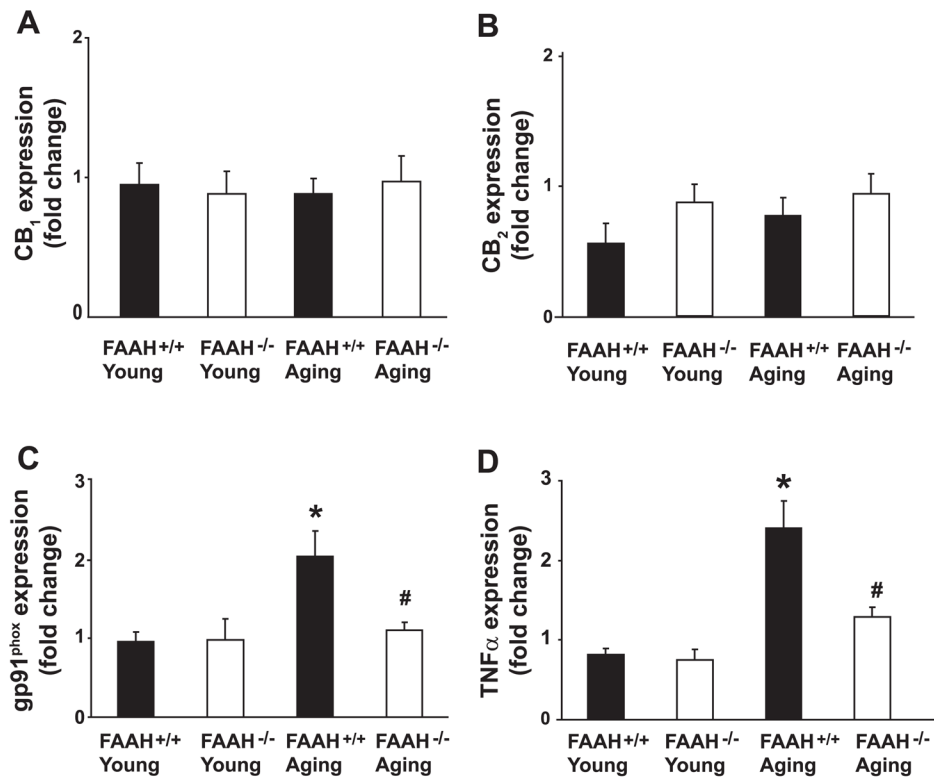 A
CB1 expression
(fold change)
2
1
0
FAAH+/+ FAAH-/- FAAH+/+ FAAH-/-
Young Young Aging Aging
B
CB2 expression
(fold change)
2
1
0
FAAH+/+ FAAH-/- FAAH+/+ FAAH-/-
Young Young Aging Aging
C
gp91phox expression
(fold change)
3
2
1
0
*
#
FAAH+/+ FAAH-/- FAAH+/+ FAAH-/-
Young Young Aging Aging
D
TNFα expression
(fold change)
3
2
1
0
*
#
FAAH+/+ FAAH-/- FAAH+/+ FAAH-/-
Young Young Aging Aging